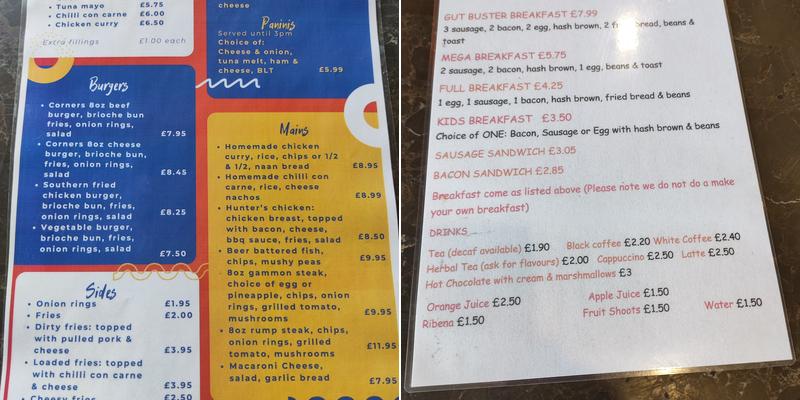 • Tuna mayo £5.75
• Chilli con carne £6.00
• Chicken curry £6.50
Extra fillings £1.00 each
Burgers
• Corners 8oz beef
burger, brioche bun
fries, onion rings,
salad £7.95
• Corners 8oz cheese
burger, brioche bun,
fries, onion rings,
salad £8.45
• Southern fried
chicken burger,
brioche bun, fries,
onion rings, salad £8.25
• Vegetable burger,
brioche bun, fries,
onion rings, salad
£7.50
Sides
• Onion rings £1.95
• Fries £2.00
• Dirty fries: topped
with pulled pork &
cheese £3.95
• Loaded fries: topped
with chilli con carne
& cheese £3.95
Cheesy fries £2.50
cheese
Paninis
Served until 3pm
Choice of:
Cheese & onion,
tuna melt, ham &
cheese, BLT £5.99
Mains
• Homemade chicken
curry, rice, chips or 1/2
& 1/2, naan bread £8.95
• Homemade chilli con
carne, rice, cheese
nachos £8.99
• Hunter's chicken:
chicken breast, topped
with bacon, cheese,
bbq sauce, fries, salad £8.50
• Beer battered fish,
chips, mushy peas £9.95
• 8oz gammon steak,
choice of egg or
pineapple, chips, onion
rings, grilled tomato,
mushrooms £9.95
• 8oz rump steak, chips,
onion rings, grilled
tomato, mushrooms £11.95
• Macaroni Cheese,
salad, garlic bread £7.95
GUT BUSTER BREAKFAST £7.99
3 sausage, 2 bacon, 2 egg, hash brown, 2 bread, beans &
toast
MEGA BREAKFAST £5.75
2 sausage, 2 bacon, hash brown, 1 egg, beans & toast
FULL BREAKFAST £4.25
1 egg, 1 sausage, 1 bacon, hash brown, fried bread & beans
KIDS BREAKFAST £3.50
Choice of ONE: Bacon, Sausage or Egg with hash brown & beans
SAUSAGE SANDWICH £3.05
BACON SANDWICH £2.85
Breakfast come as listed above (Please note we do not do a make
your own breakfast)
DRINKS
Tea (decaf available) £1.90 Black coffee £2.20 White Coffee £2.40
Herbal Tea (ask for flavours) £2.00 Cappuccino £2.50 Latte £2.50
Hot Chocolate with cream & marshmallows £3
Orange Juice £2.50 Apple Juice £1.50
Ribena £1.50 Fruit Shoots £1.50 Water £1.50